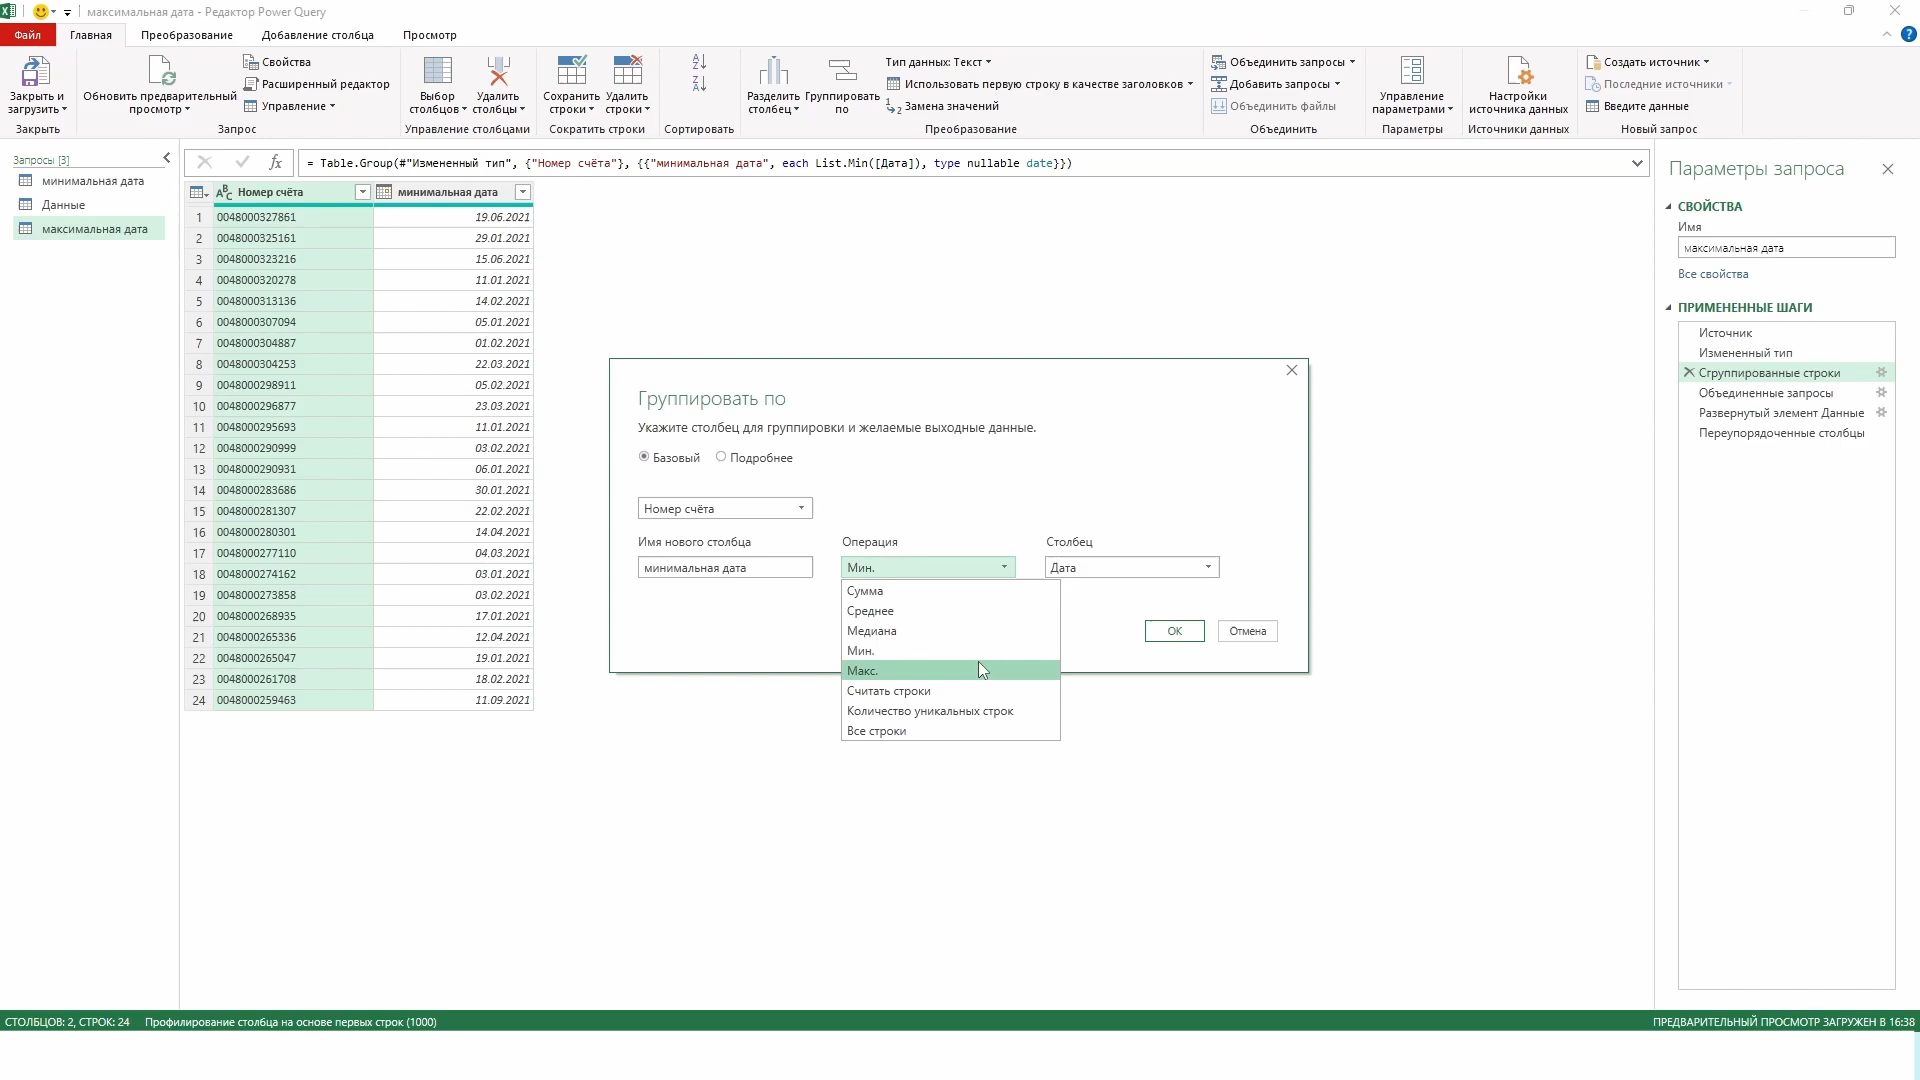 максимальная дата - Редактор Power Query
Файл
Главная
Преобразование
Добавление столбца
Просмотр
Закрыть и
загрузить
Закрыть
Обновить предварительный
просмотр
Свойства
Расширенный редактор
Управление
Запрос
Выбор
столбцов
Удалить
столбцы
Управление столбцами
Сохранить
строки
Удалить
строки
Сократить строки
Сортировать
Разделить
столбец
Группировать
по
Тип данных: Текст
Использовать первую строку в качестве заголовков
Замена значений
Преобразование
Объединить запросы
Добавить запросы
Объединить файлы
Объединить
Управление
параметрами
Параметры
Настройки
источника данных
Источники данных
Создать источник
Последние источники
Введите данные
Новый запрос
Запросы [3]
минимальная дата
Данные
максимальная дата
fx
= Table.Group(#"Измененный тип", {"Номер счёта"}, {{"минимальная дата", each List.Min([Дата]), type nullable date}})
Номер счёта минимальная дата
1 0048000327861 19.06.2021
2 0048000325161 29.01.2021
3 0048000323216 15.06.2021
4 0048000320278 11.01.2021
5 0048000313136 14.02.2021
6 0048000307094 05.01.2021
7 0048000304887 01.02.2021
8 0048000304253 22.03.2021
9 0048000298911 05.02.2021
10 0048000296877 23.03.2021
11 0048000295693 11.01.2021
12 0048000290999 03.02.2021
13 0048000290931 06.01.2021
14 0048000283686 30.01.2021
15 0048000281307 22.02.2021
16 0048000280301 14.04.2021
17 0048000277110 04.03.2021
18 0048000274162 03.01.2021
19 0048000273858 03.02.2021
20 0048000268935 17.01.2021
21 0048000265336 12.04.2021
22 0048000265047 19.01.2021
23 0048000261708 18.02.2021
24 0048000259463 11.09.2021
Группировать по
Укажите столбец для группировки и желаемые выходные данные.
Базовый Подробнее
Номер счёта
Имя нового столбца Операция Столбец
минимальная дата Мин. Дата
Сумма
Среднее
Медиана
Мин.
Макс.
Считать строки
Количество уникальных строк
Все строки
ОК Отмена
Параметры запроса
СВОЙСТВА
Имя
максимальная дата
Все свойства
ПРИМЕНЕННЫЕ ШАГИ
Источник
Измененный тип
Сгруппированные строки
Объединенные запросы
Развернутый элемент Данные
Переупорядоченные столбцы
СТОЛБЦОВ: 2, СТРОК: 24 Профилирование столбца на основе первых строк (1000)
ПРЕДВАРИТЕЛЬНЫЙ ПРОСМОТР ЗАГРУЖЕН В 16:38